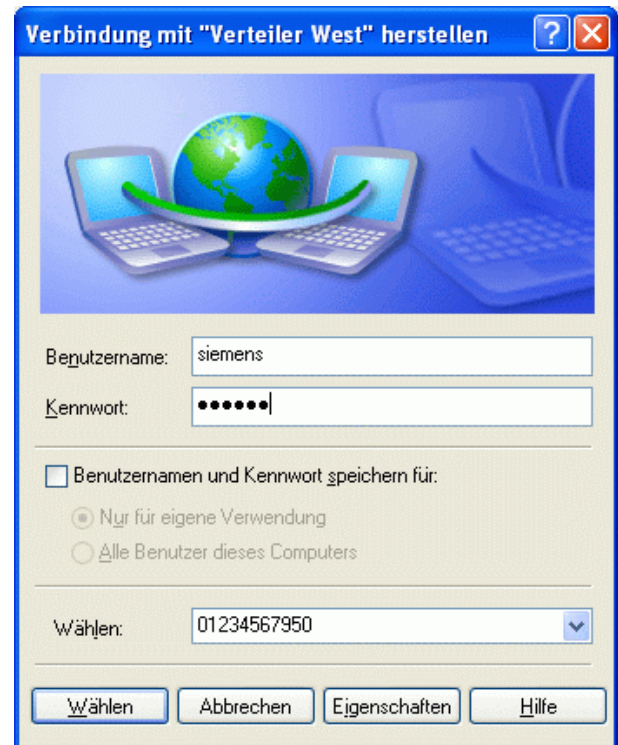 Verbindung mit "Verteiler West" herstellen
Benutzername: siemens
Kennwort: ●●●●●●
Benutzernamen und Kennwort speichern für:
Nur für eigene Verwendung
Alle Benutzer dieses Computers
Wählen: 01234567950
Wählen Abbrechen Eigenschaften Hilfe